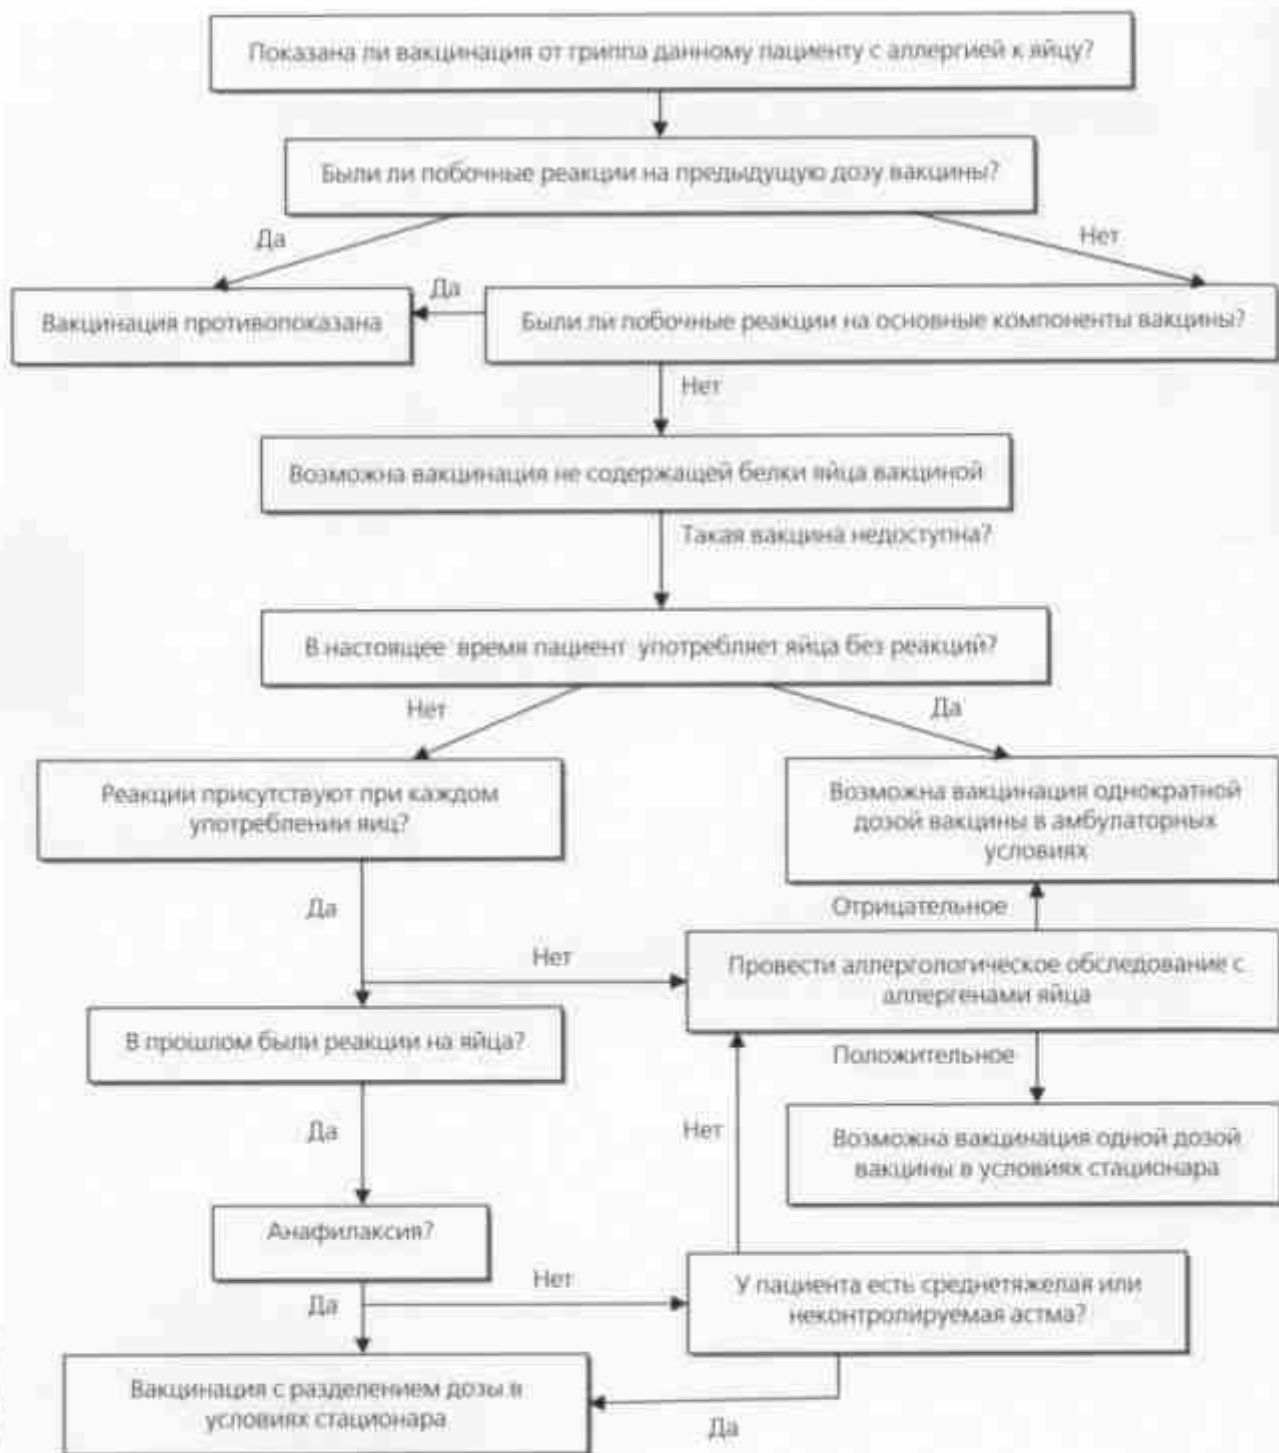 Показана ли вакцинация от гриппа данному пациенту с аллергией к яйцу?
Были ли побочные реакции на предыдущую дозу вакцины?
Да
Нет
Вакцинация противопоказана
Да
Были ли побочные реакции на основные компоненты вакцины?
Нет
Возможна вакцинация не содержащей белки яйца вакциной
Такая вакцина недоступна?
В настоящее время пациент употребляет яйца без реакций?
Нет
Да
Реакции присутствуют при каждом
употреблении яиц?
Возможна вакцинация однократной
дозой вакцины в амбулаторных
условиях
Да
Отрицательное
Нет
Провести аллергологическое обследование с
аллергенами яйца
В прошлом были реакции на яйца?
Положительное
Да
Нет
Возможна вакцинация одной дозой
вакцины в условиях стационара
Анафилаксия?
Нет
Да
У пациента есть среднетяжелая или
неконтролируемая астма?
Вакцинация с разделением дозы в
условиях стационара
Да